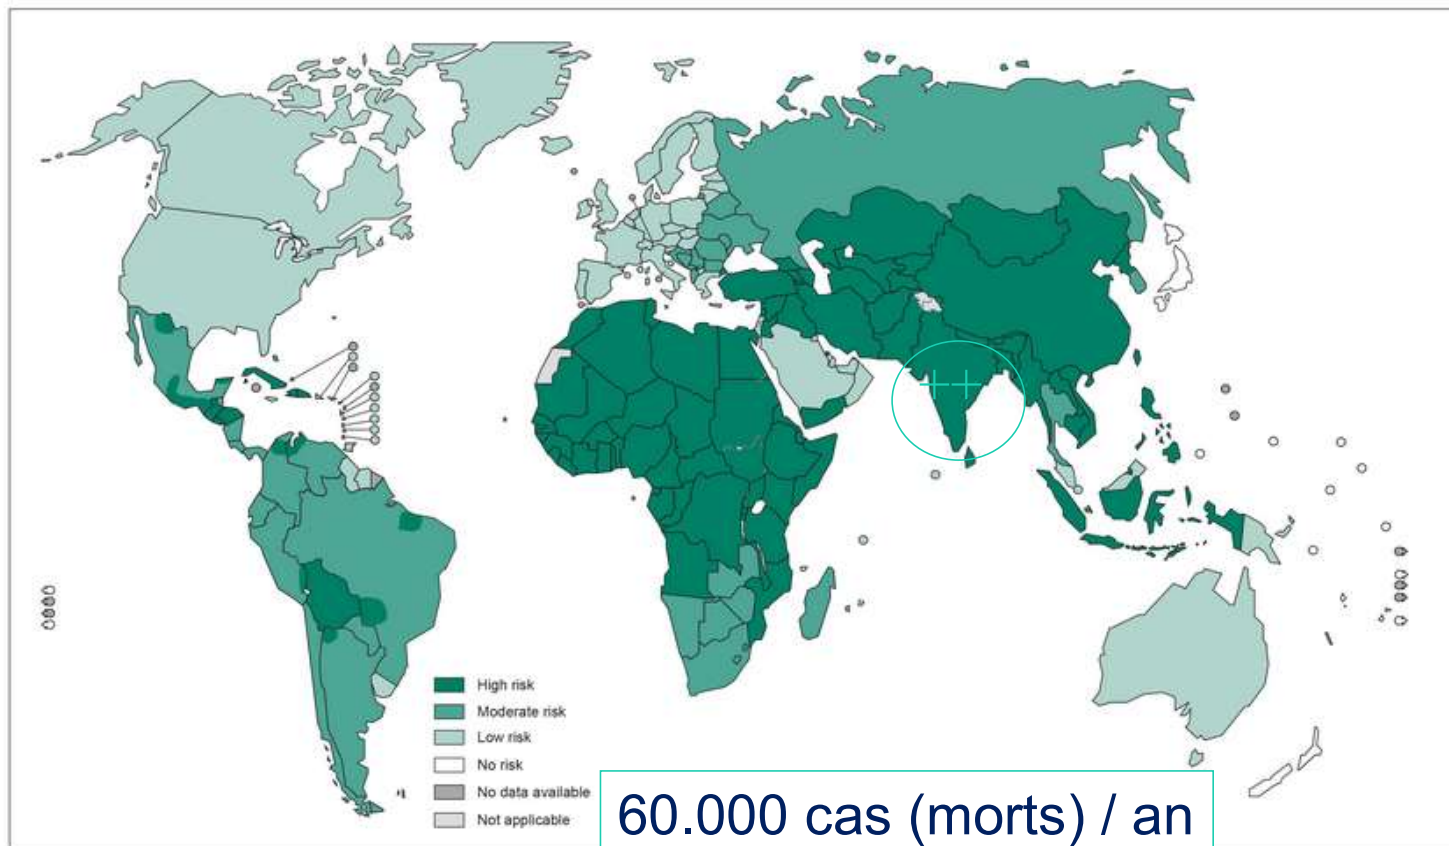 High risk
Moderate risk
Low risk
No risk
No data available
Not applicable
60.000 cas (morts) / an
++